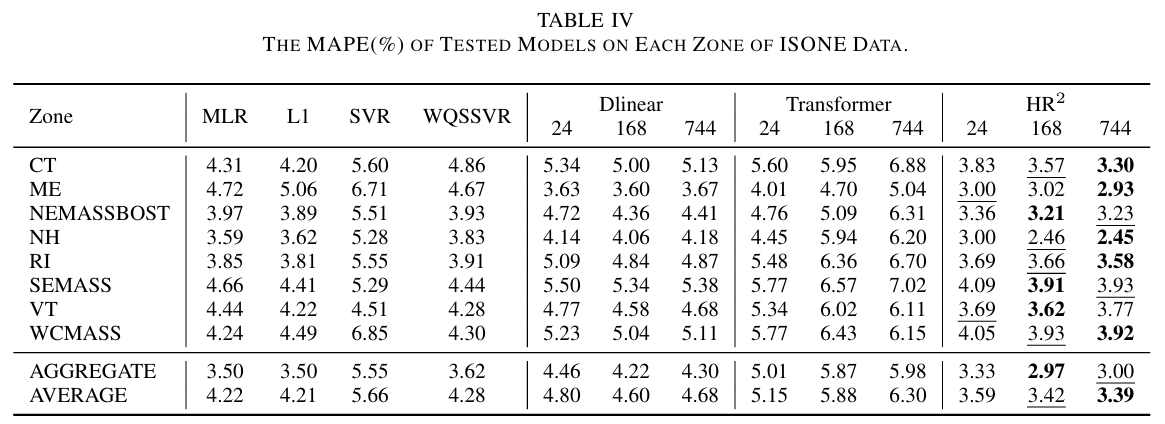 TABLE IV
THE MAPE(%) OF TESTED MODELS ON EACH ZONE OF ISONE DATA.
Zone MLR L1 SVR WQSSVR Dlinear Transformer HR²
24 168 744 24 168 744 24 168 744
CT 4.31 4.20 5.60 4.86 5.34 5.00 5.13 5.60 5.95 6.88 3.83 3.57 3.30
ME 4.72 5.06 6.71 4.67 3.63 3.60 3.67 4.01 4.70 5.04 3.00 3.02 2.93
NEMASSBOST 3.97 3.89 5.51 3.93 4.72 4.36 4.41 4.76 5.09 6.31 3.36 3.21 3.23
NH 3.59 3.62 5.28 3.83 4.14 4.06 4.18 4.45 5.94 6.20 3.00 2.46 2.45
RI 3.85 3.81 5.55 3.91 5.09 4.84 4.87 5.48 6.36 6.70 3.69 3.66 3.58
SEMASS 4.66 4.41 5.29 4.44 5.50 5.34 5.38 5.77 6.57 7.02 4.09 3.91 3.93
VT 4.44 4.22 4.51 4.28 4.77 4.58 4.68 5.34 6.02 6.11 3.69 3.62 3.77
WCMASS 4.24 4.49 6.85 4.30 5.23 5.04 5.11 5.77 6.43 6.15 4.05 3.93 3.92
AGGREGATE 3.50 3.50 5.55 3.62 4.46 4.22 4.30 5.01 5.87 5.98 3.33 2.97 3.00
AVERAGE 4.22 4.21 5.66 4.28 4.80 4.60 4.68 5.15 5.88 6.30 3.59 3.42 3.39